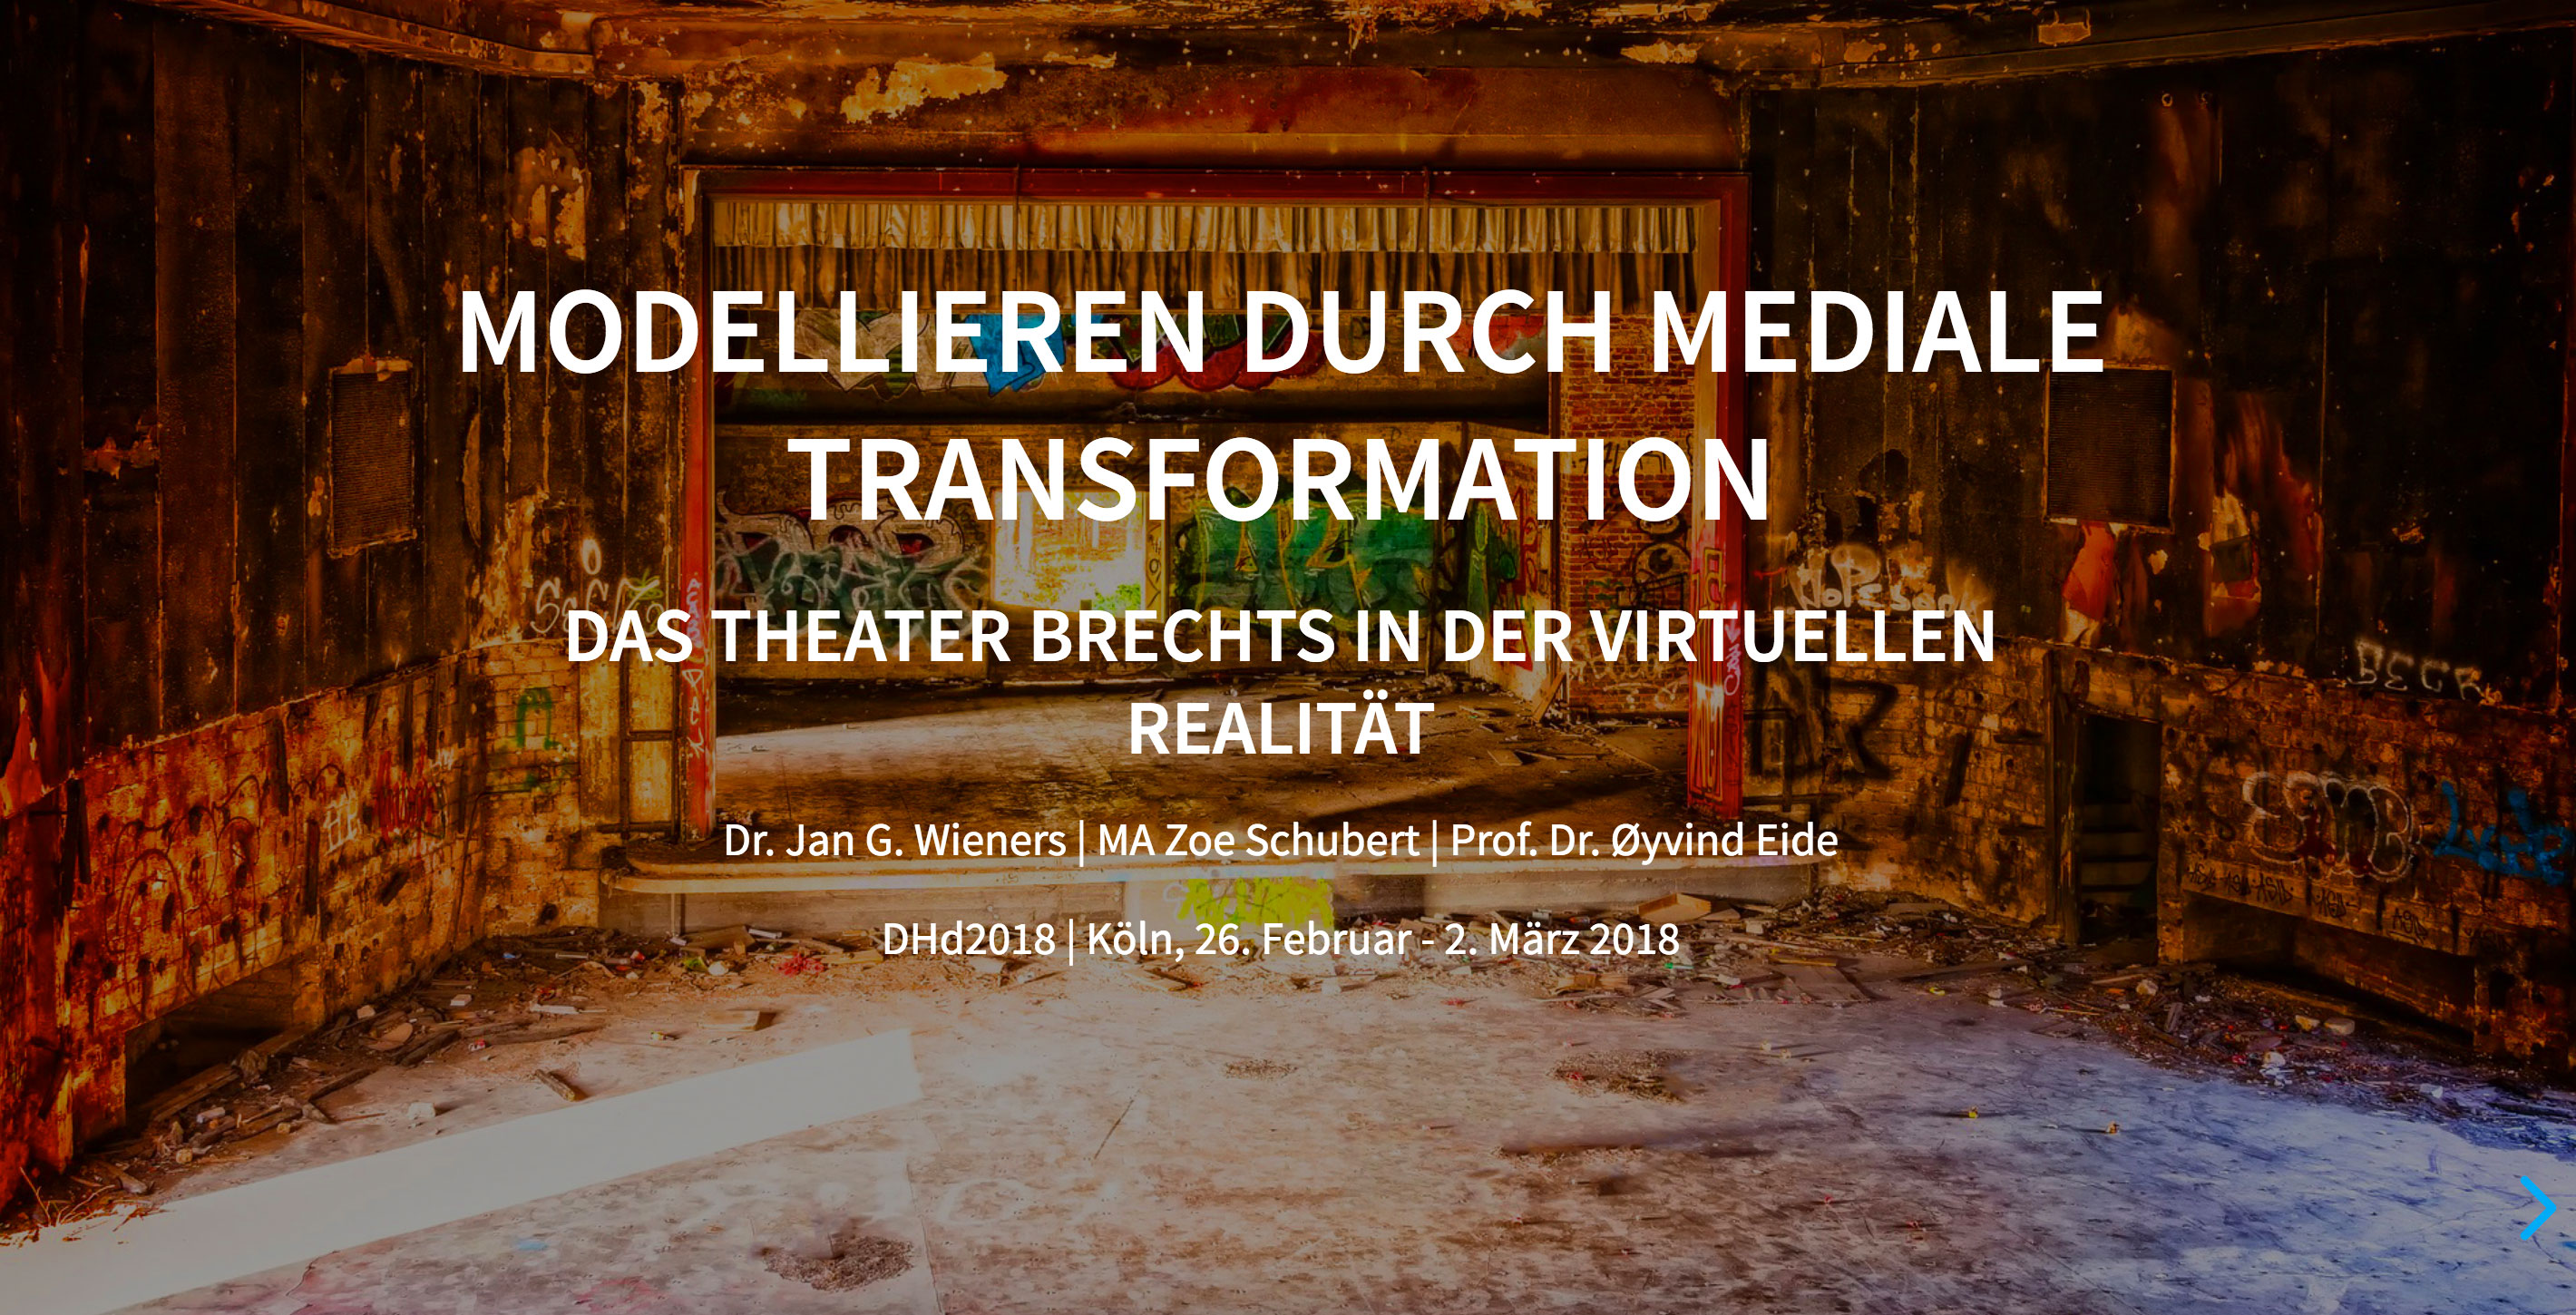 MODELLIEREN DURCH MEDIALE
TRANSFORMATION
DAS THEATER BRECHTS IN DER VIRTUELLEN
REALITÄT
Dr. Jan G. Wieners | MA Zoe Schubert | Prof. Dr. Øyvind Eide
DHd2018 | Köln, 26. Februar - 2. März 2018